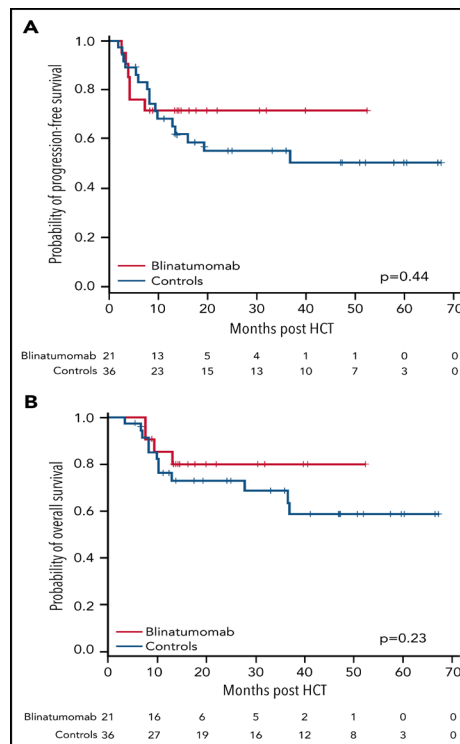 A
Probability of progression-free survival
1.0
0.8
0.6
0.4
0.2
0.0
Blinatumomab
Controls
p=0.44
0 10 20 30 40 50 60 70
Months post HCT
Blinatumomab 21 13 5 4 1 1 0 0
Controls 36 23 15 13 10 7 3 0
B
Probability of overall survival
1.0
0.8
0.6
0.4
0.2
0.0
Blinatumomab
Controls
p=0.23
0 10 20 30 40 50 60 70
Months post HCT
Blinatumomab 21 16 6 5 2 1 0 0
Controls 36 27 19 16 12 8 3 0